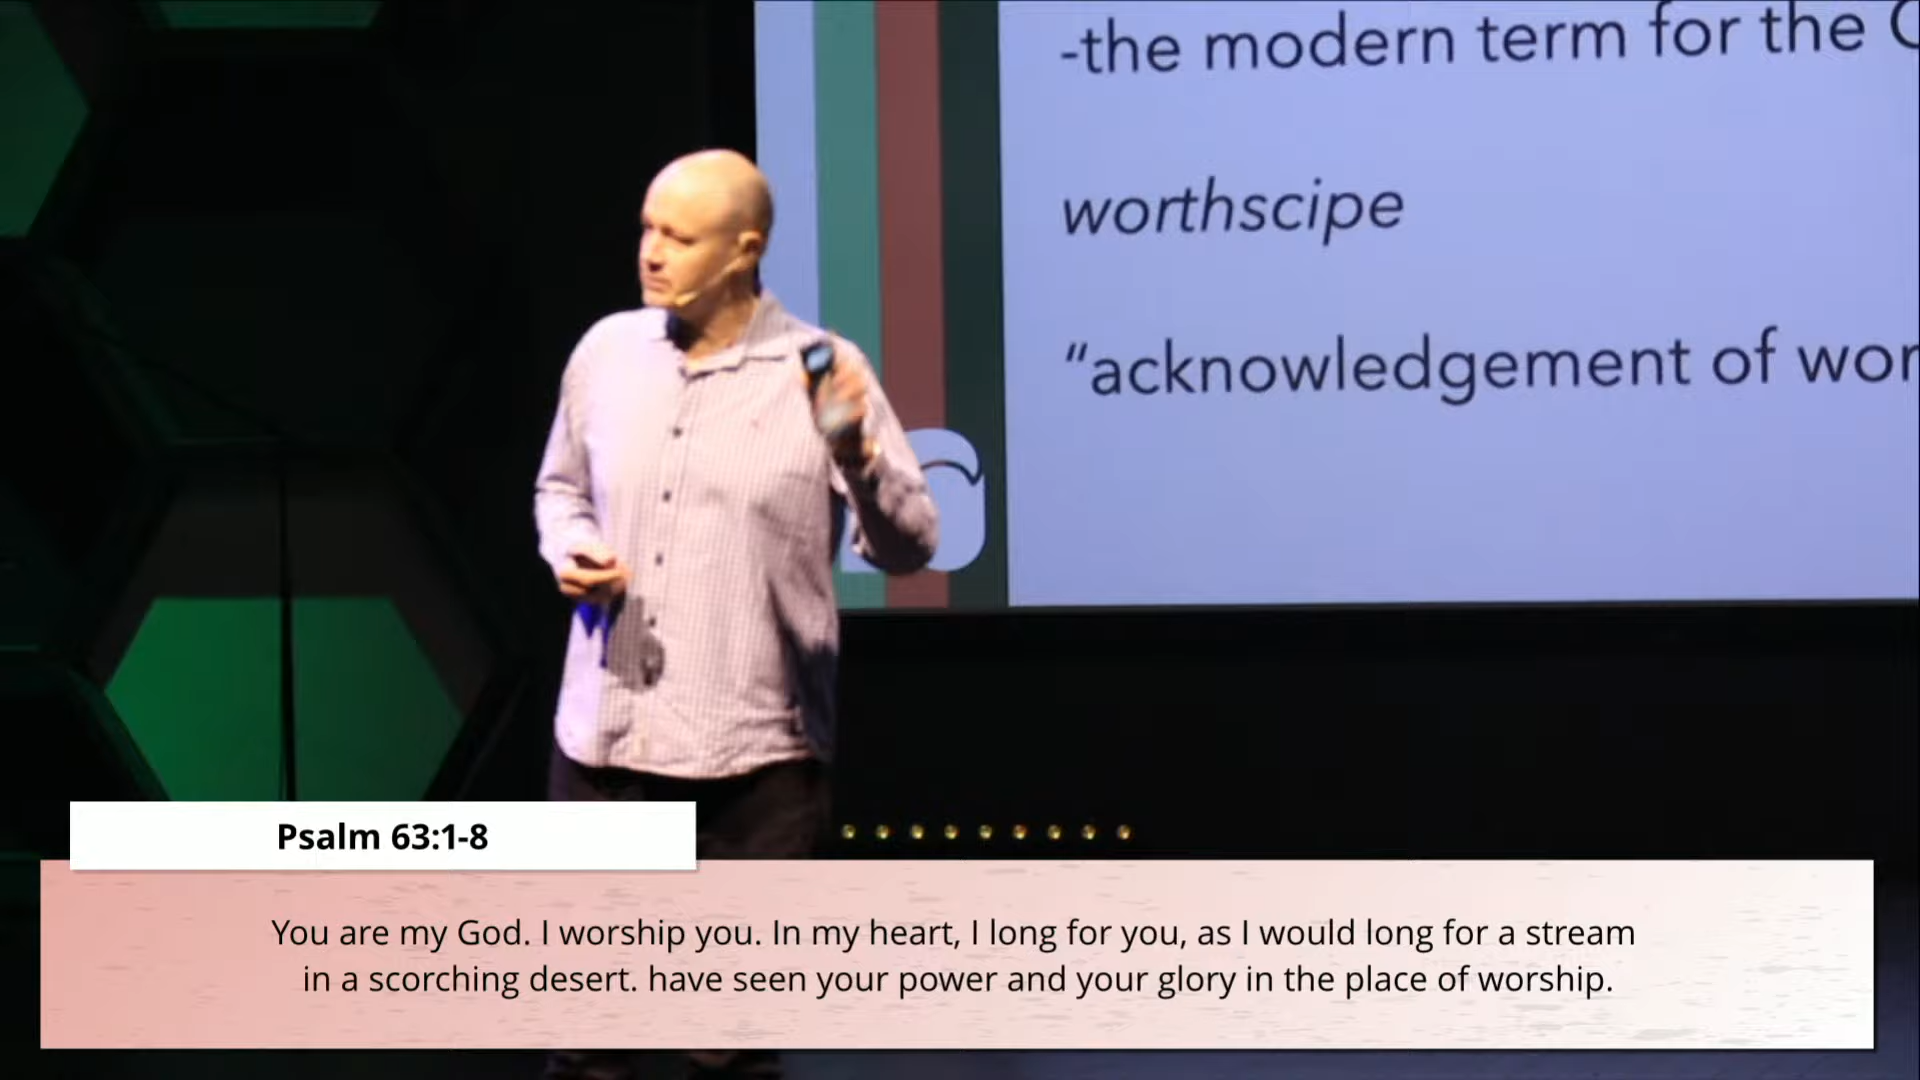 -the modern term for the
worthscipe
“acknowledgement of
Psalm 63:1-8
You are my God. I worship you. In my heart, I long for you, as I would long for a stream
in a scorching desert. have seen your power and your glory in the place of worship.